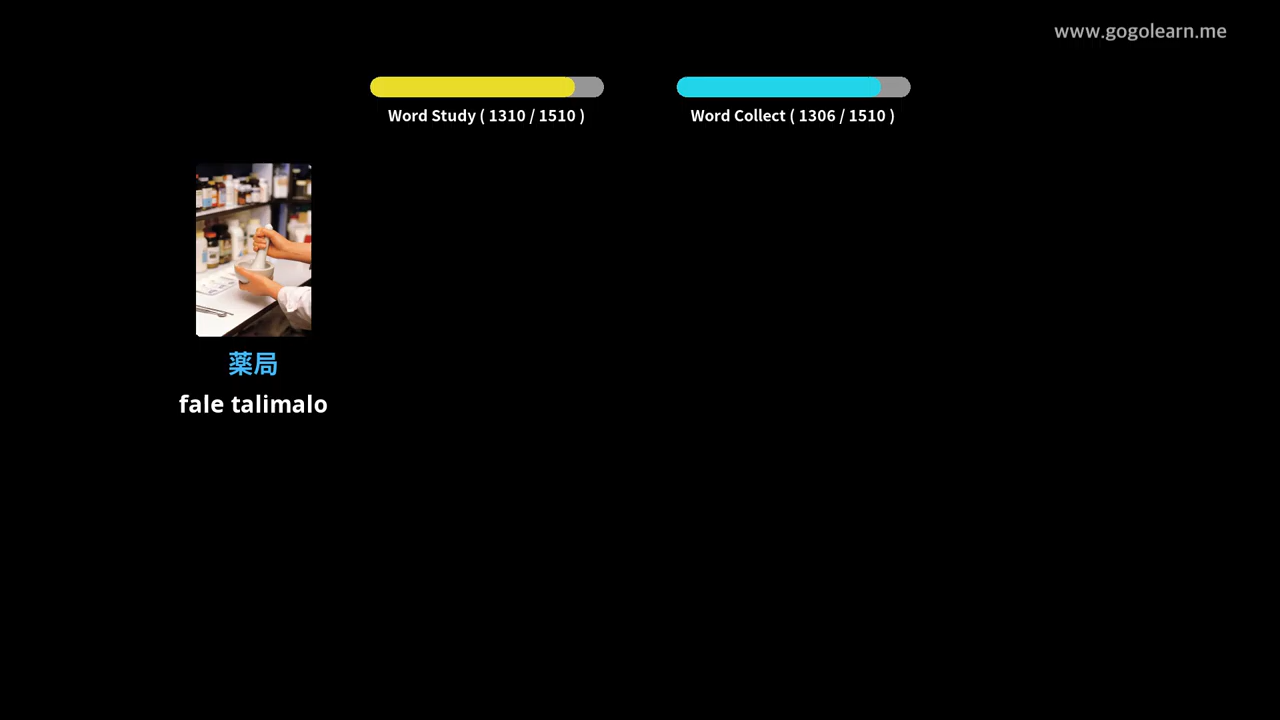 www.gogolearn.me
Word Study ( 1310 / 1510 )
Word Collect ( 1306 / 1510 )
薬局
fale talimalo